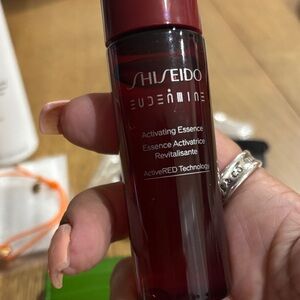 SHISEIDO
EUDERMINE
Activating Essence
Essence Activatrice
Revitalisante
ActiveRED Technology